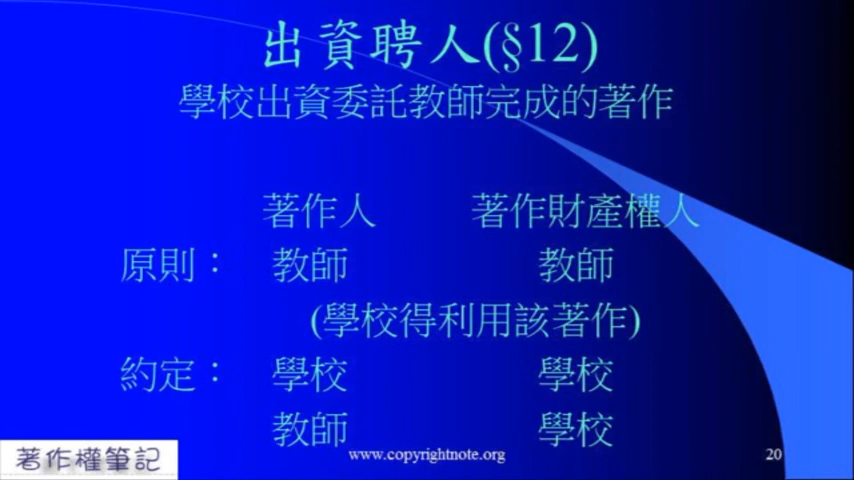 出資聘人(§12)
學校出資委託教師完成的著作
著作人 著作財產權人
原則： 教師 教師
(學校得利用該著作)
約定： 學校 學校
教師 學校
著作權筆記 www.copyrightnote.org 20